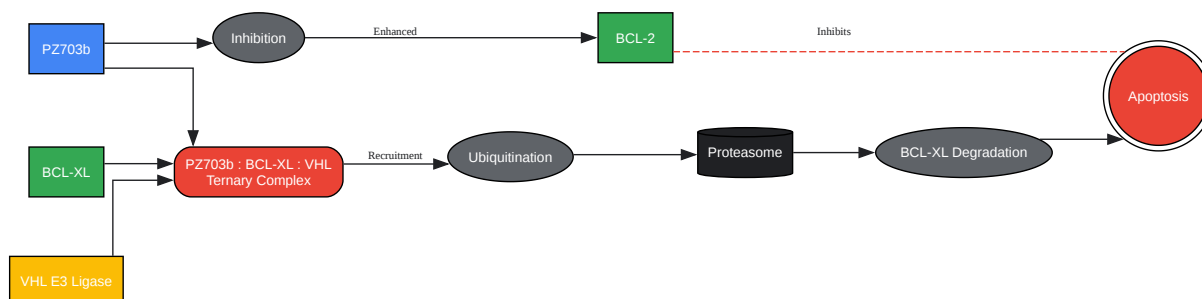 PZ703b
Inhibition
Enhanced
BCL-2
Inhibits
Apoptosis
BCL-XL
PZ703b : BCL-XL : VHL
Ternary Complex
Recruitment
Ubiquitination
Proteasome
BCL-XL Degradation
VHL E3 Ligase